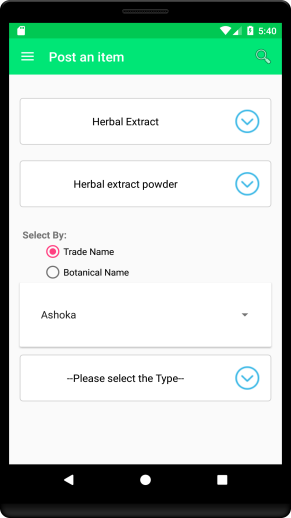 5:40
Post an item
Herbal Extract
Herbal extract powder
Select By:
Trade Name
Botanical Name
Ashoka
--Please select the Type--